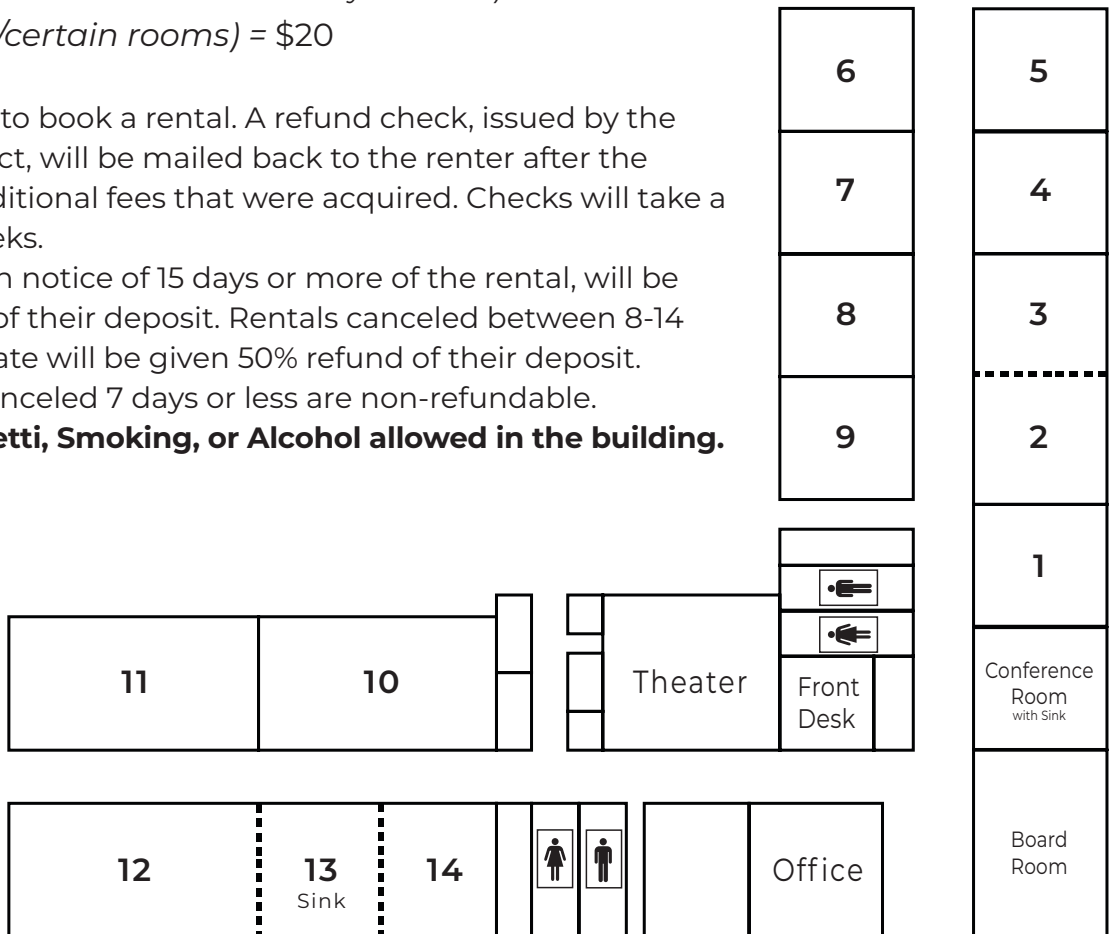 /certain rooms) = $20
to book a rental. A refund check, issued by the
ct, will be mailed back to the renter after the
ditional fees that were acquired. Checks will take a
eks.
n notice of 15 days or more of the rental, will be
of their deposit. Rentals canceled between 8-14
ate will be given 50% refund of their deposit.
nceled 7 days or less are non-refundable.
etti, Smoking, or Alcohol allowed in the building.
6
5
7
4
8
3
9
2
1
11
10
Theater
Front
Desk
Conference
Room
with Sink
12
13
Sink
14
Office
Board
Room